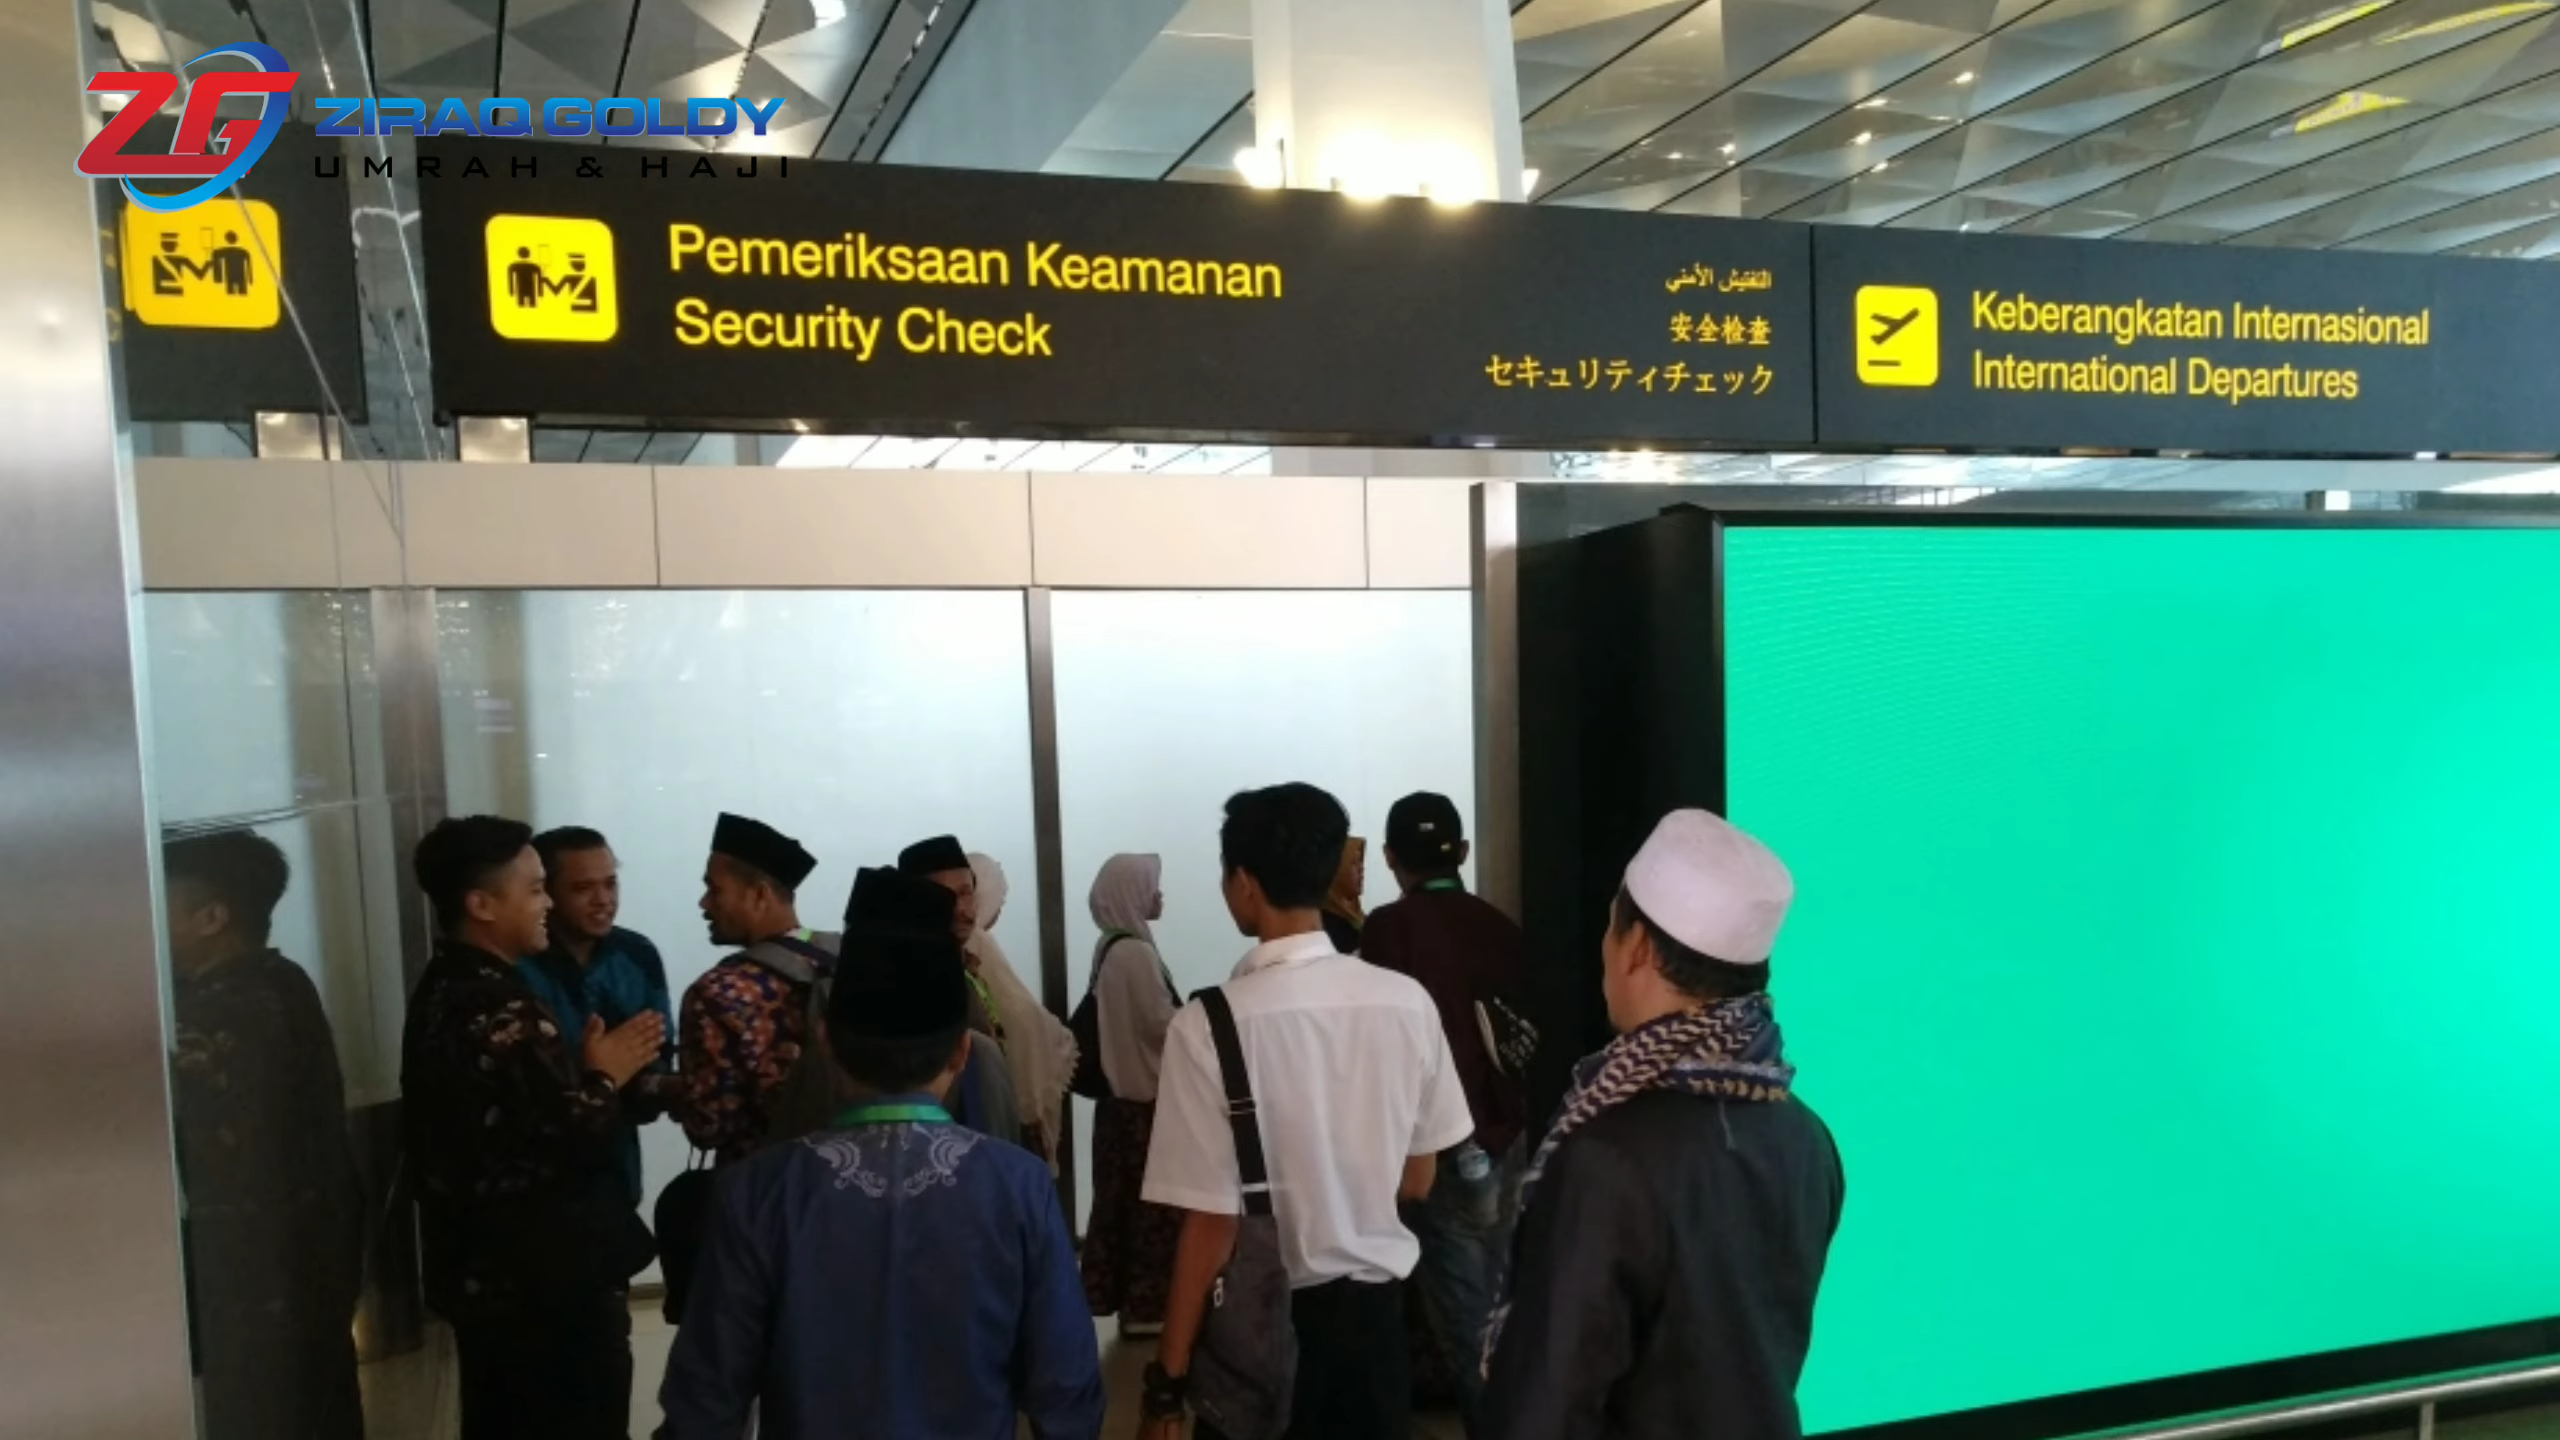 ZG ZIRAQ GOLDY
UMRAH & HAJI
Pemeriksaan Keamanan
Security Check
التفتيش الأمني
安全检查
セキュリティチェック
Keberangkatan Internasional
International Departures